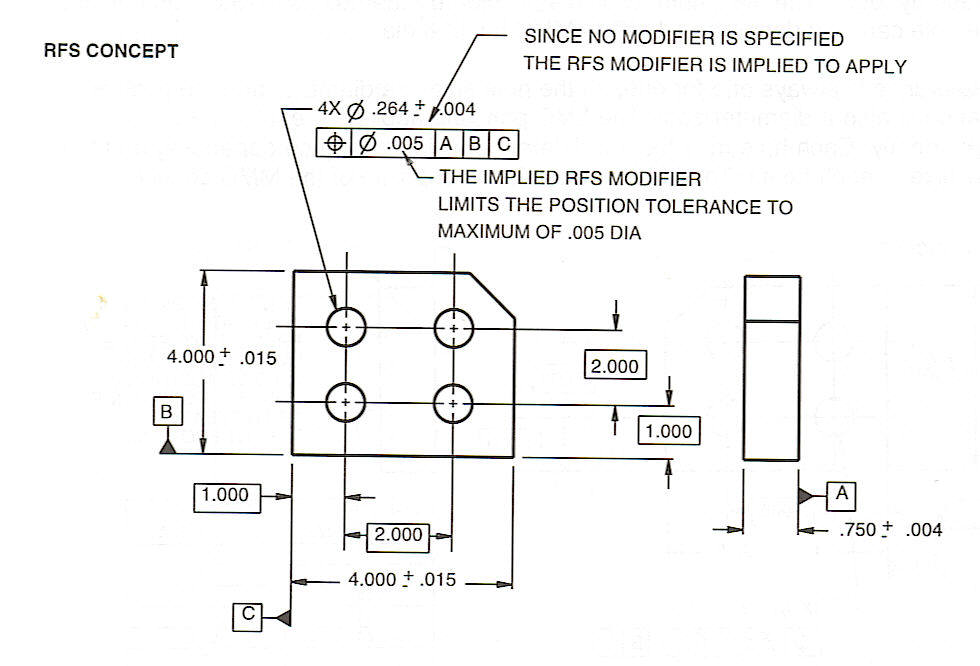 RFS CONCEPT
SINCE NO MODIFIER IS SPECIFIED
THE RFS MODIFIER IS IMPLIED TO APPLY
4X ⌀ .264 ± .004
⌖ ⌀ .005 A B C
THE IMPLIED RFS MODIFIER
LIMITS THE POSITION TOLERANCE TO
MAXIMUM OF .005 DIA
4.000 ± .015
2.000
B
1.000
1.000
A
2.000
.750 ± .004
4.000 ± .015
C